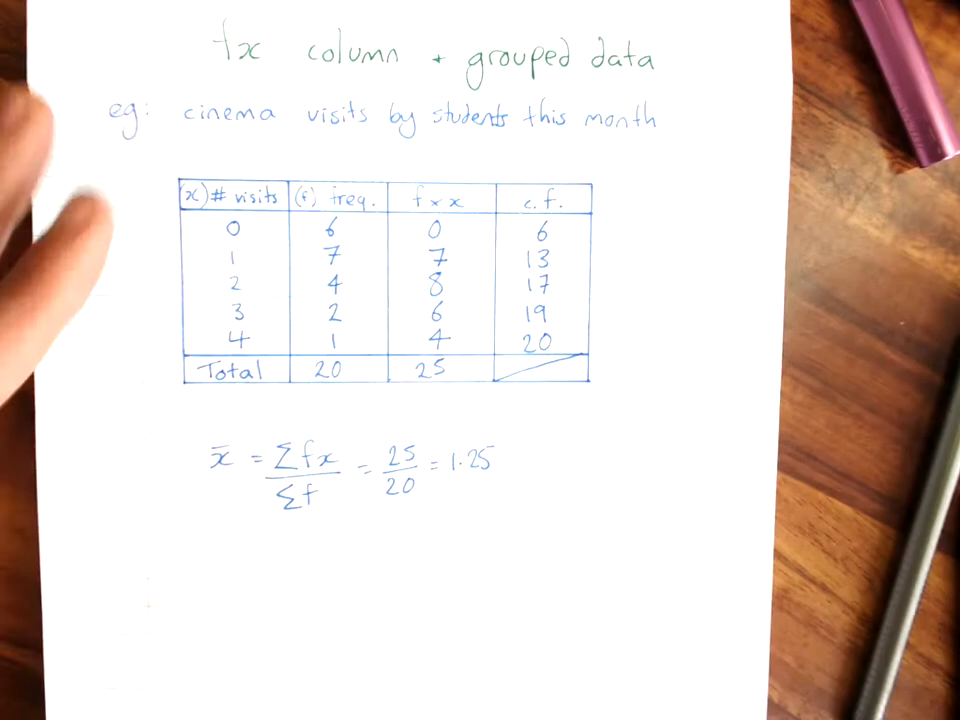 fx column + grouped data
eg: cinema visits by students this month
(x) # visits (f) freq. f × x c.f.
0 6 0 6
1 7 7 13
2 4 8 17
3 2 6 19
4 1 4 20
Total 20 25
x̄ = Σfx / Σf = 25 / 20 = 1.25